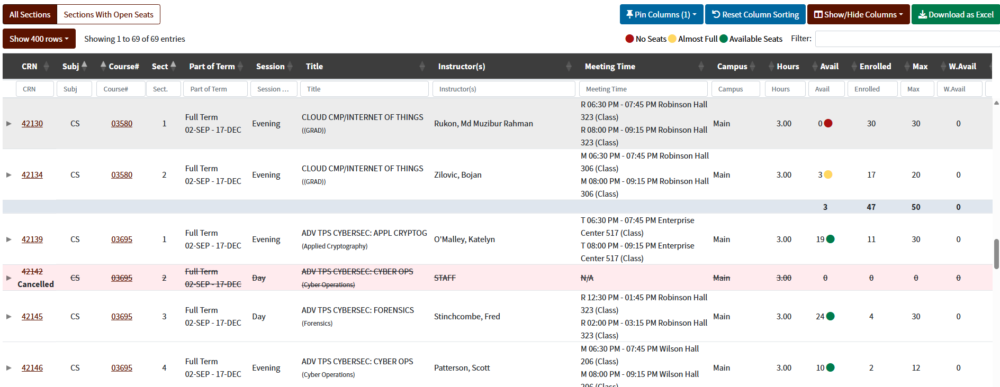 All Sections Sections With Open Seats Pin Columns (1) Reset Column Sorting Show/Hide Columns Download as Excel
Show 400 rows Showing 1 to 69 of 69 entries No Seats Almost Full Available Seats Filter:
CRN Subj Course# Sect Part of Term Session Title Instructor(s) Meeting Time Campus Hours Avail Enrolled Max W.Avail
CRN Subj Course# Sect. Part of Term Session ... Title Instructor(s) Meeting Time Campus Hours Avail Enrolled Max W.Avail
R 06:30 PM - 07:45 PM Robinson Hall
Full Term CLOUD CMP/INTERNET OF THINGS 323 (Class)
42130 CS 03580 1 Evening Rukon, Md Muzibur Rahman Main 3.00 0 30 30 0
02-SEP - 17-DEC ((GRAD)) R 08:00 PM - 09:15 PM Robinson Hall
323 (Class)
M 06:30 PM - 07:45 PM Robinson Hall
Full Term CLOUD CMP/INTERNET OF THINGS 306 (Class)
42134 CS 03580 2 Evening Zilovic, Bojan Main 3.00 3 17 20 0
02-SEP - 17-DEC ((GRAD)) M 08:00 PM - 09:15 PM Robinson Hall
306 (Class)
3 47 50 0
T 06:30 PM - 07:45 PM Enterprise
Full Term ADV TPS CYBERSEC: APPL CRYPTOG Center 517 (Class)
42139 CS 03695 1 Evening O'Malley, Katelyn Main 3.00 19 11 30 0
02-SEP - 17-DEC (Applied Cryptography) T 08:00 PM - 09:15 PM Enterprise
Center 517 (Class)
42142 Full Term ADV TPS CYBERSEC: CYBER OPS
CS 03695 2 Day STAFF N/A Main 3.00 0 0 0 0
Cancelled 02-SEP - 17-DEC (Cyber Operations)
R 12:30 PM - 01:45 PM Robinson Hall
Full Term ADV TPS CYBERSEC: FORENSICS 323 (Class)
42145 CS 03695 3 Day Stinchcombe, Fred Main 3.00 24 4 30 0
02-SEP - 17-DEC (Forensics) R 02:00 PM - 03:15 PM Robinson Hall
323 (Class)
M 06:30 PM - 07:45 PM Wilson Hall
Full Term ADV TPS CYBERSEC: CYBER OPS 206 (Class)
42146 CS 03695 4 Evening Patterson, Scott Main 3.00 10 2 12 0
02-SEP - 17-DEC (Cyber Operations) M 08:00 PM - 09:15 PM Wilson Hall
206 (Class)